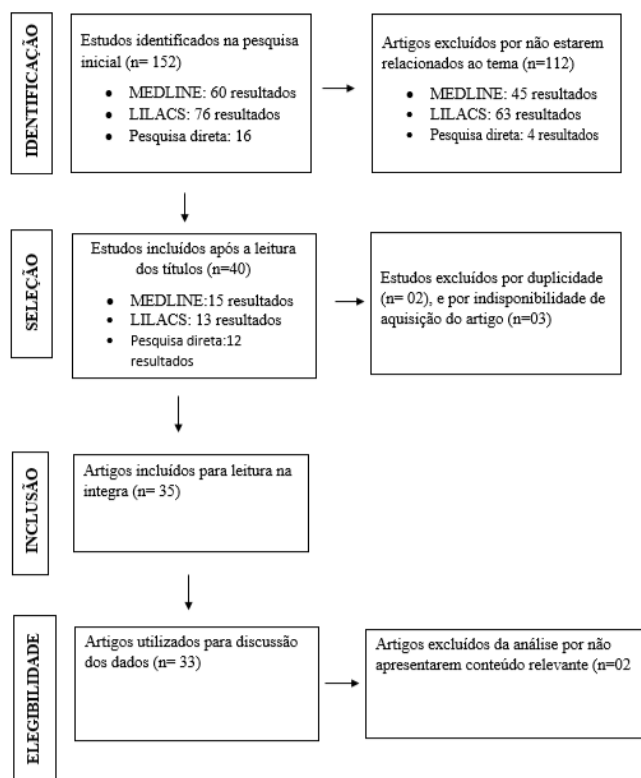 IDENTIFICAÇÃO
Estudos identificados na pesquisa
inicial (n= 152)
• MEDLINE: 60 resultados
• LILACS: 76 resultados
• Pesquisa direta: 16
Artigos excluídos por não estarem
relacionados ao tema (n=112)
• MEDLINE: 45 resultados
• LILACS: 63 resultados
• Pesquisa direta: 4 resultados
SELEÇÃO
Estudos incluídos após a leitura
dos títulos (n=40)
• MEDLINE:15 resultados
• LILACS: 13 resultados
• Pesquisa direta:12
resultados
Estudos excluídos por duplicidade
(n= 02), e por indisponibilidade de
aquisição do artigo (n=03)
INCLUSÃO
Artigos incluídos para leitura na
integra (n= 35)
ELEGIBILIDADE
Artigos utilizados para discussão
dos dados (n= 33)
Artigos excluídos da análise por não
apresentarem conteúdo relevante (n=02